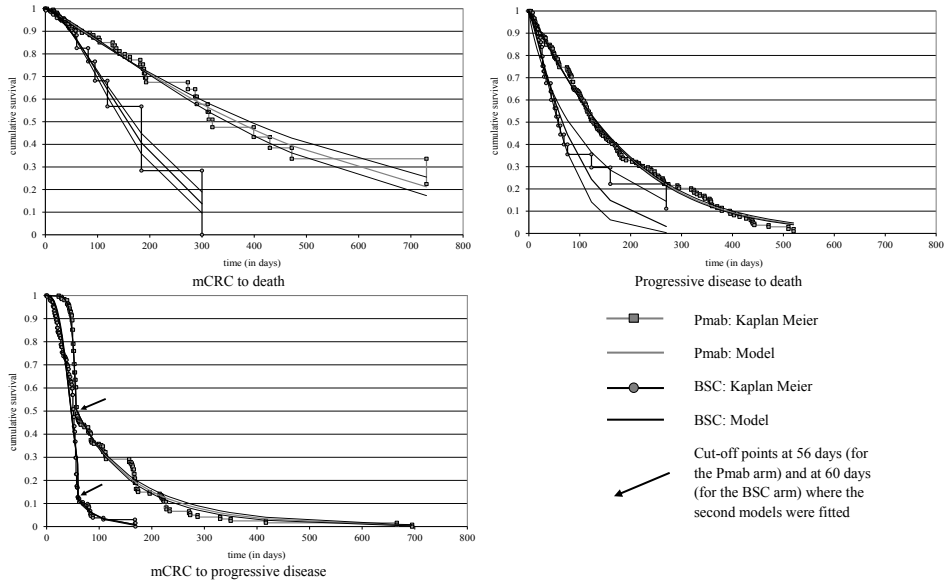 1
0.9
0.8
0.7
0.6
0.5
0.4
0.3
0.2
0.1
0
cumulative survival
0 100 200 300 400 500 600 700 800
time (in days)
mCRC to death
1
0.9
0.8
0.7
0.6
0.5
0.4
0.3
0.2
0.1
0
cumulative survival
0 100 200 300 400 500 600 700 800
time (in days)
Progressive disease to death
1
0.9
0.8
0.7
0.6
0.5
0.4
0.3
0.2
0.1
0
cumulative survival
0 100 200 300 400 500 600 700 800
time (in days)
mCRC to progressive disease
Pmab: Kaplan Meier
Pmab: Model
BSC: Kaplan Meier
BSC: Model
Cut-off points at 56 days (for
the Pmab arm) and at 60 days
(for the BSC arm) where the
second models were fitted